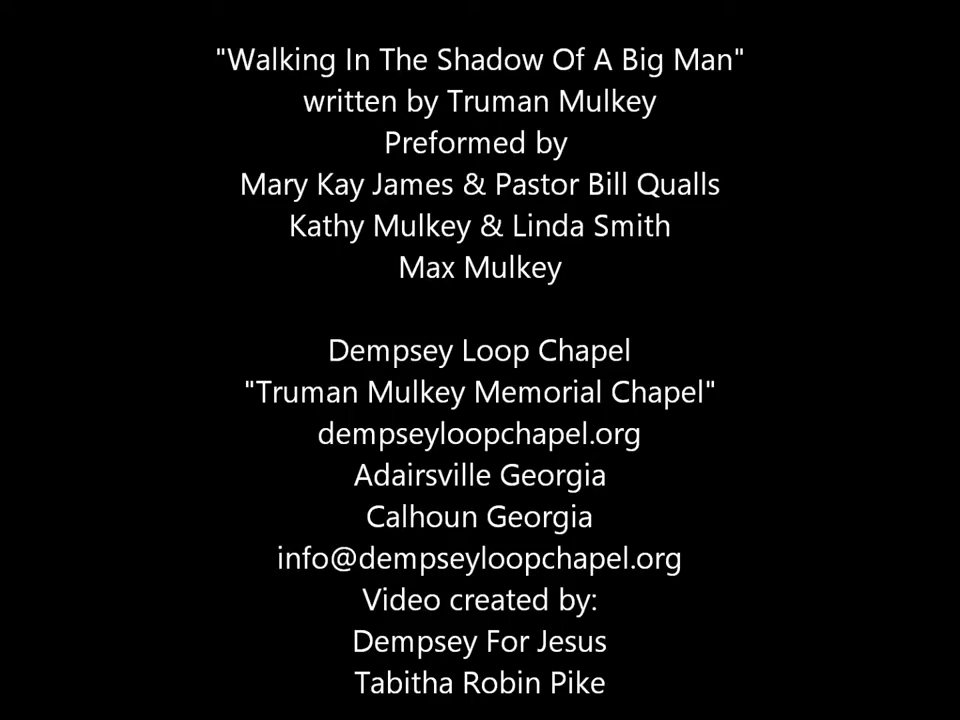 "Walking In The Shadow Of A Big Man"
written by Truman Mulkey
Preformed by
Mary Kay James & Pastor Bill Qualls
Kathy Mulkey & Linda Smith
Max Mulkey
Dempsey Loop Chapel
"Truman Mulkey Memorial Chapel"
dempseyloopchapel.org
Adairsville Georgia
Calhoun Georgia
info@dempseyloopchapel.org
Video created by:
Dempsey For Jesus
Tabitha Robin Pike